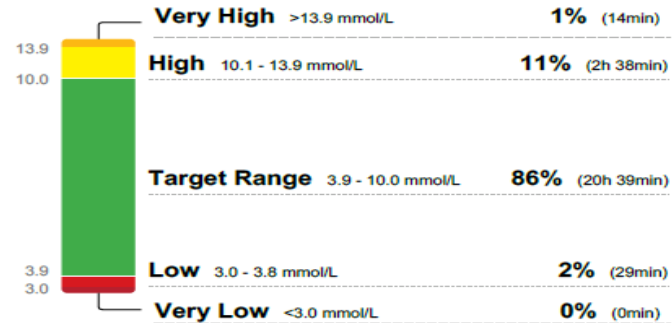 Very High >13.9 mmol/L 1% (14min)
13.9
High 10.1 - 13.9 mmol/L 11% (2h 38min)
10.0
Target Range 3.9 - 10.0 mmol/L 86% (20h 39min)
3.9
Low 3.0 - 3.8 mmol/L 2% (29min)
3.0
Very Low <3.0 mmol/L 0% (0min)